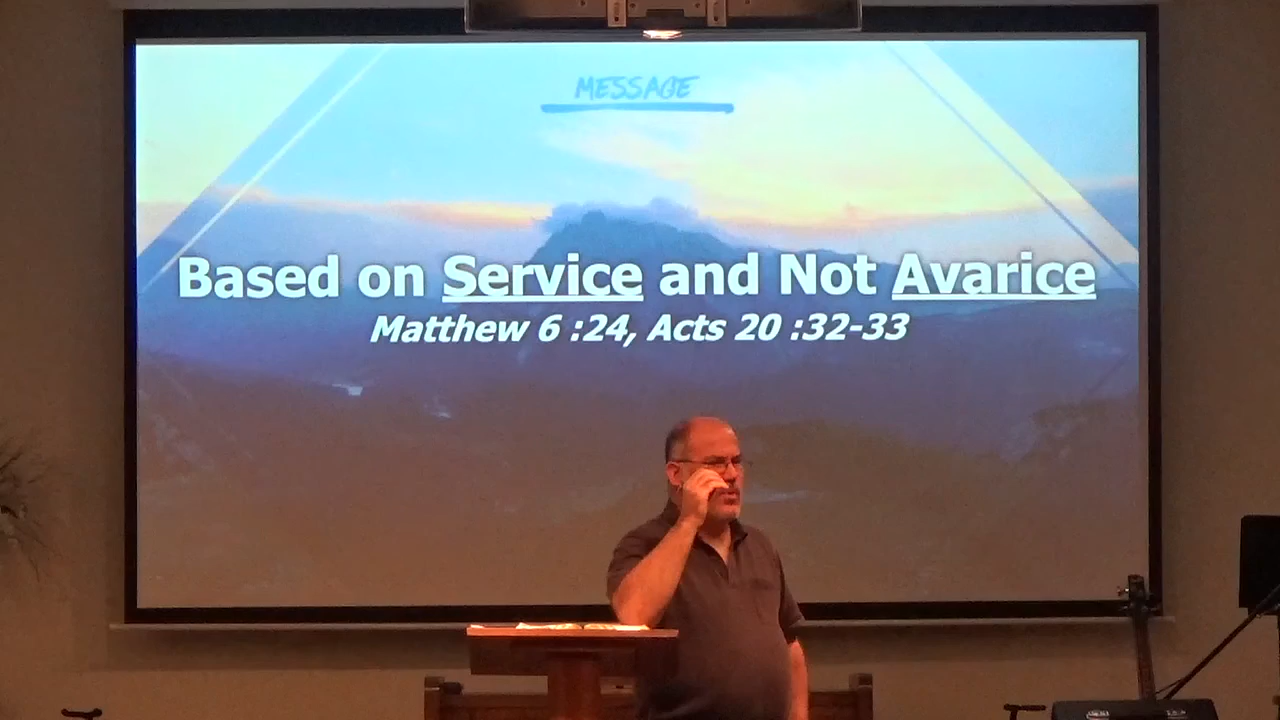 MESSAGE
Based on Service and Not Avarice
Matthew 6 :24, Acts 20 :32-33